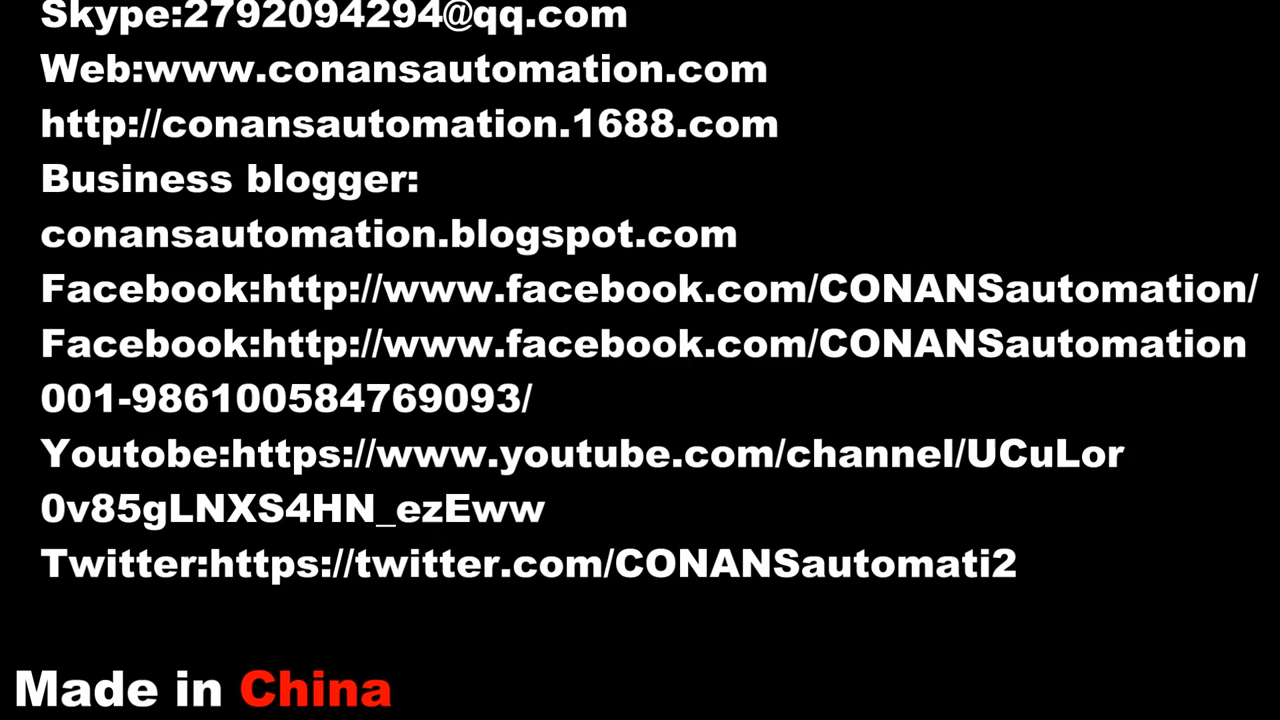 Skype:2792094294@qq.com
Web:www.conansautomation.com
http://conansautomation.1688.com
Business blogger:
conansautomation.blogspot.com
Facebook:http://www.facebook.com/CONANSautomation/
Facebook:http://www.facebook.com/CONANSautomation
001-986100584769093/
Youtobe:https://www.youtube.com/channel/UCuLor
0v85gLNXS4HN_ezEww
Twitter:https://twitter.com/CONANSautomati2
Made in China